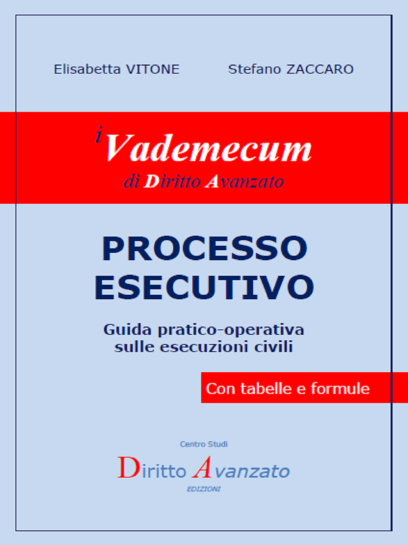 Elisabetta VITONE Stefano ZACCARO
i Vademecum
di Diritto Avanzato
PROCESSO
ESECUTIVO
Guida pratico-operativa
sulle esecuzioni civili
Con tabelle e formule
Centro Studi
Diritto Avanzato
EDIZIONI